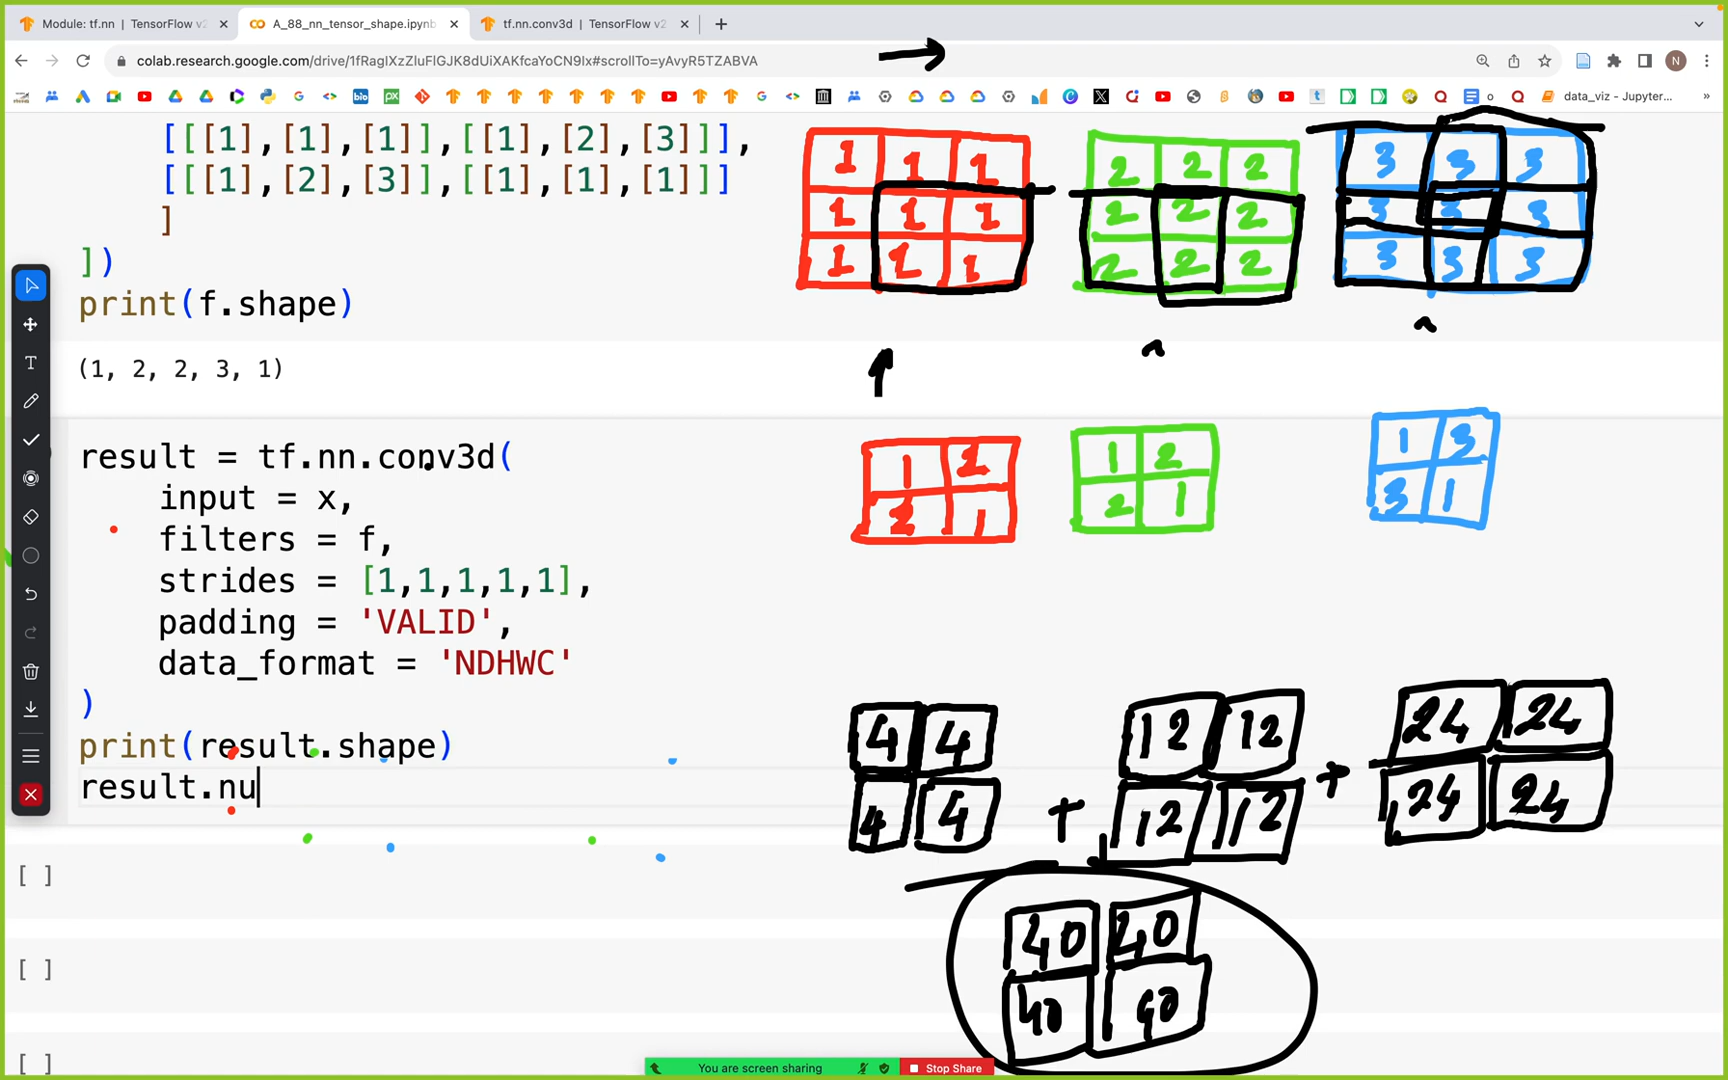 Module: tf.nn | TensorFlow v2
A_88_nn_tensor_shape.ipynb
tf.nn.conv3d | TensorFlow v2
colab.research.google.com/drive/1fRagIXzZluFlGJK8dUiXAKfcaYoCN9Ix#scrollTo=yAvyR5TZABVA
N
bio
px
o
data_viz - Jupyter...
[[[1],[1],[1]],[[1],[2],[3]]],
[[[1],[2],[3]],[[1],[1],[1]]]
]
])
print(f.shape)
(1, 2, 2, 3, 1)
result = tf.nn.conv3d(
input = x,
filters = f,
strides = [1,1,1,1,1],
padding = 'VALID',
data_format = 'NDHWC'
)
print(result.shape)
result.nu
[ ]
[ ]
[ ]
1 1 1 2 2 2 3 3 3
1 1 1 2 2 2 3 3 3
1 1 1 2 2 2 3 3 3
1 1 1 2 1 3
2 1 3 1
4 4 12 12 24 24
4 4 + 12 12 + 24 24
40 40
40 40
You are screen sharing
Stop Share